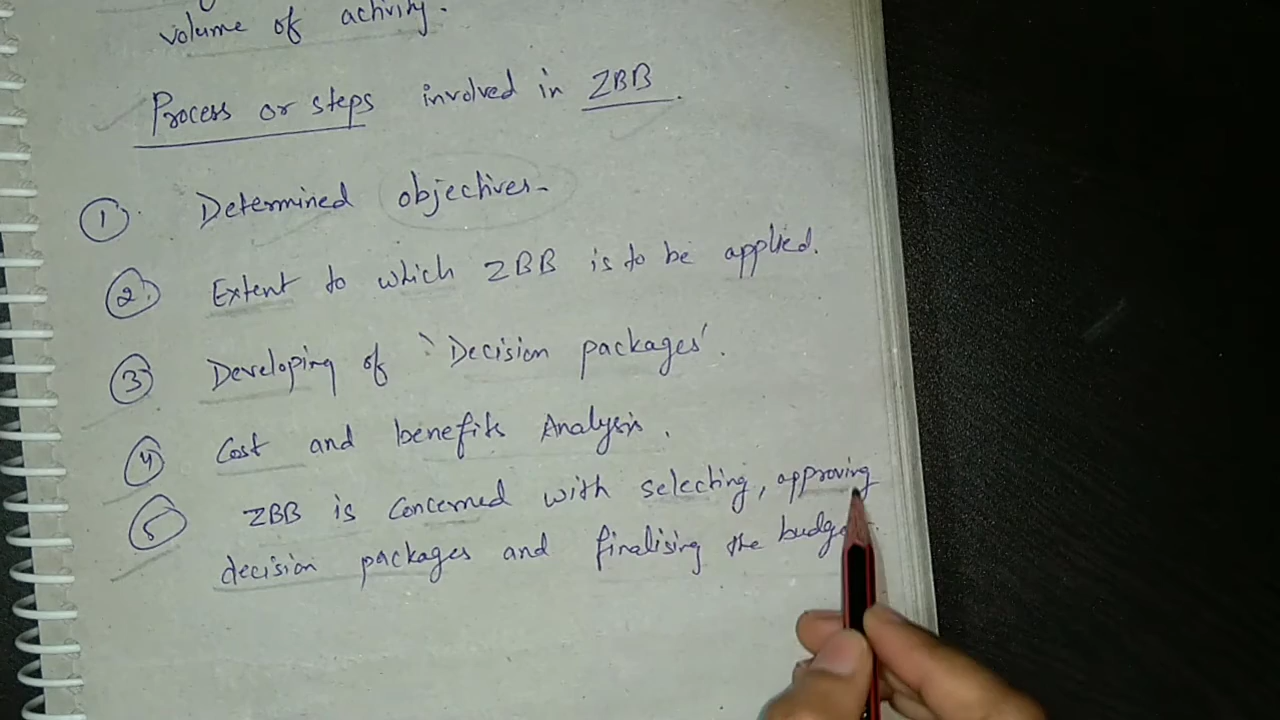 volume of activity.
Process or steps involved in ZBB.
1. Determined objectives-
2. Extent to which ZBB is to be applied.
3 Developing of 'Decision packages'.
4 Cost and benefits Analysis.
5 ZBB is Concerned with selecting, approving
decision packages and finalising the